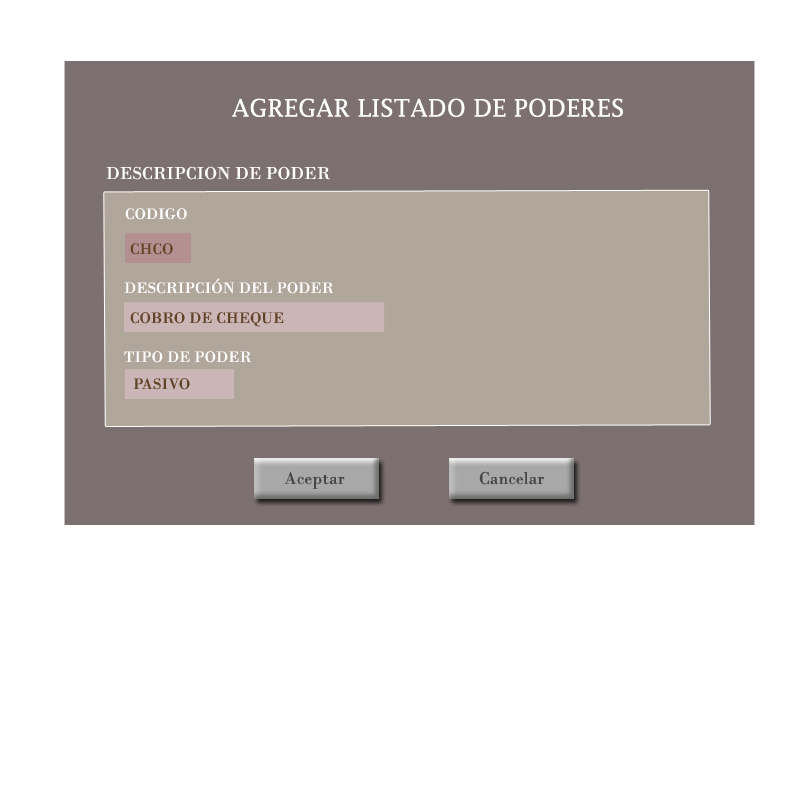 AGREGAR LISTADO DE PODERES
DESCRIPCION DE PODER
CODIGO
CHCO
DESCRIPCIÓN DEL PODER
COBRO DE CHEQUE
TIPO DE PODER
PASIVO
Aceptar Cancelar